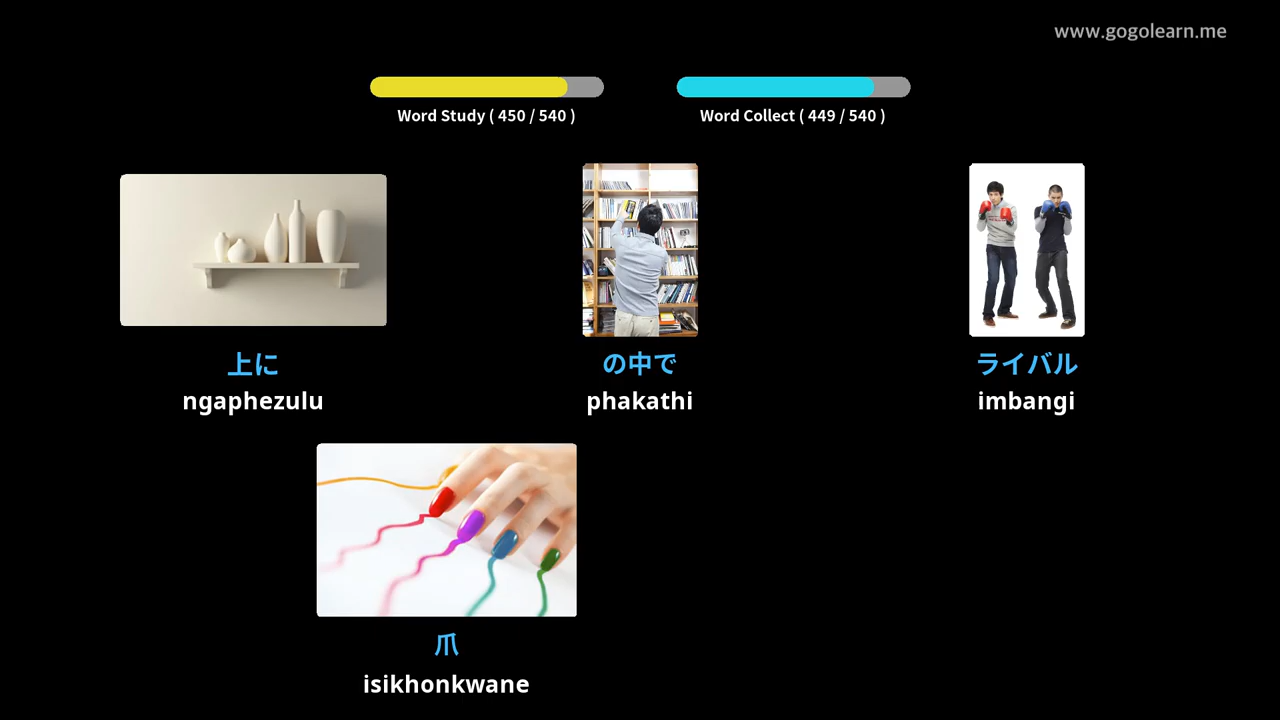 www.gogolearn.me
Word Study ( 450 / 540 )
Word Collect ( 449 / 540 )
上に
ngaphezulu
の中で
phakathi
ライバル
imbangi
爪
isikhonkwane